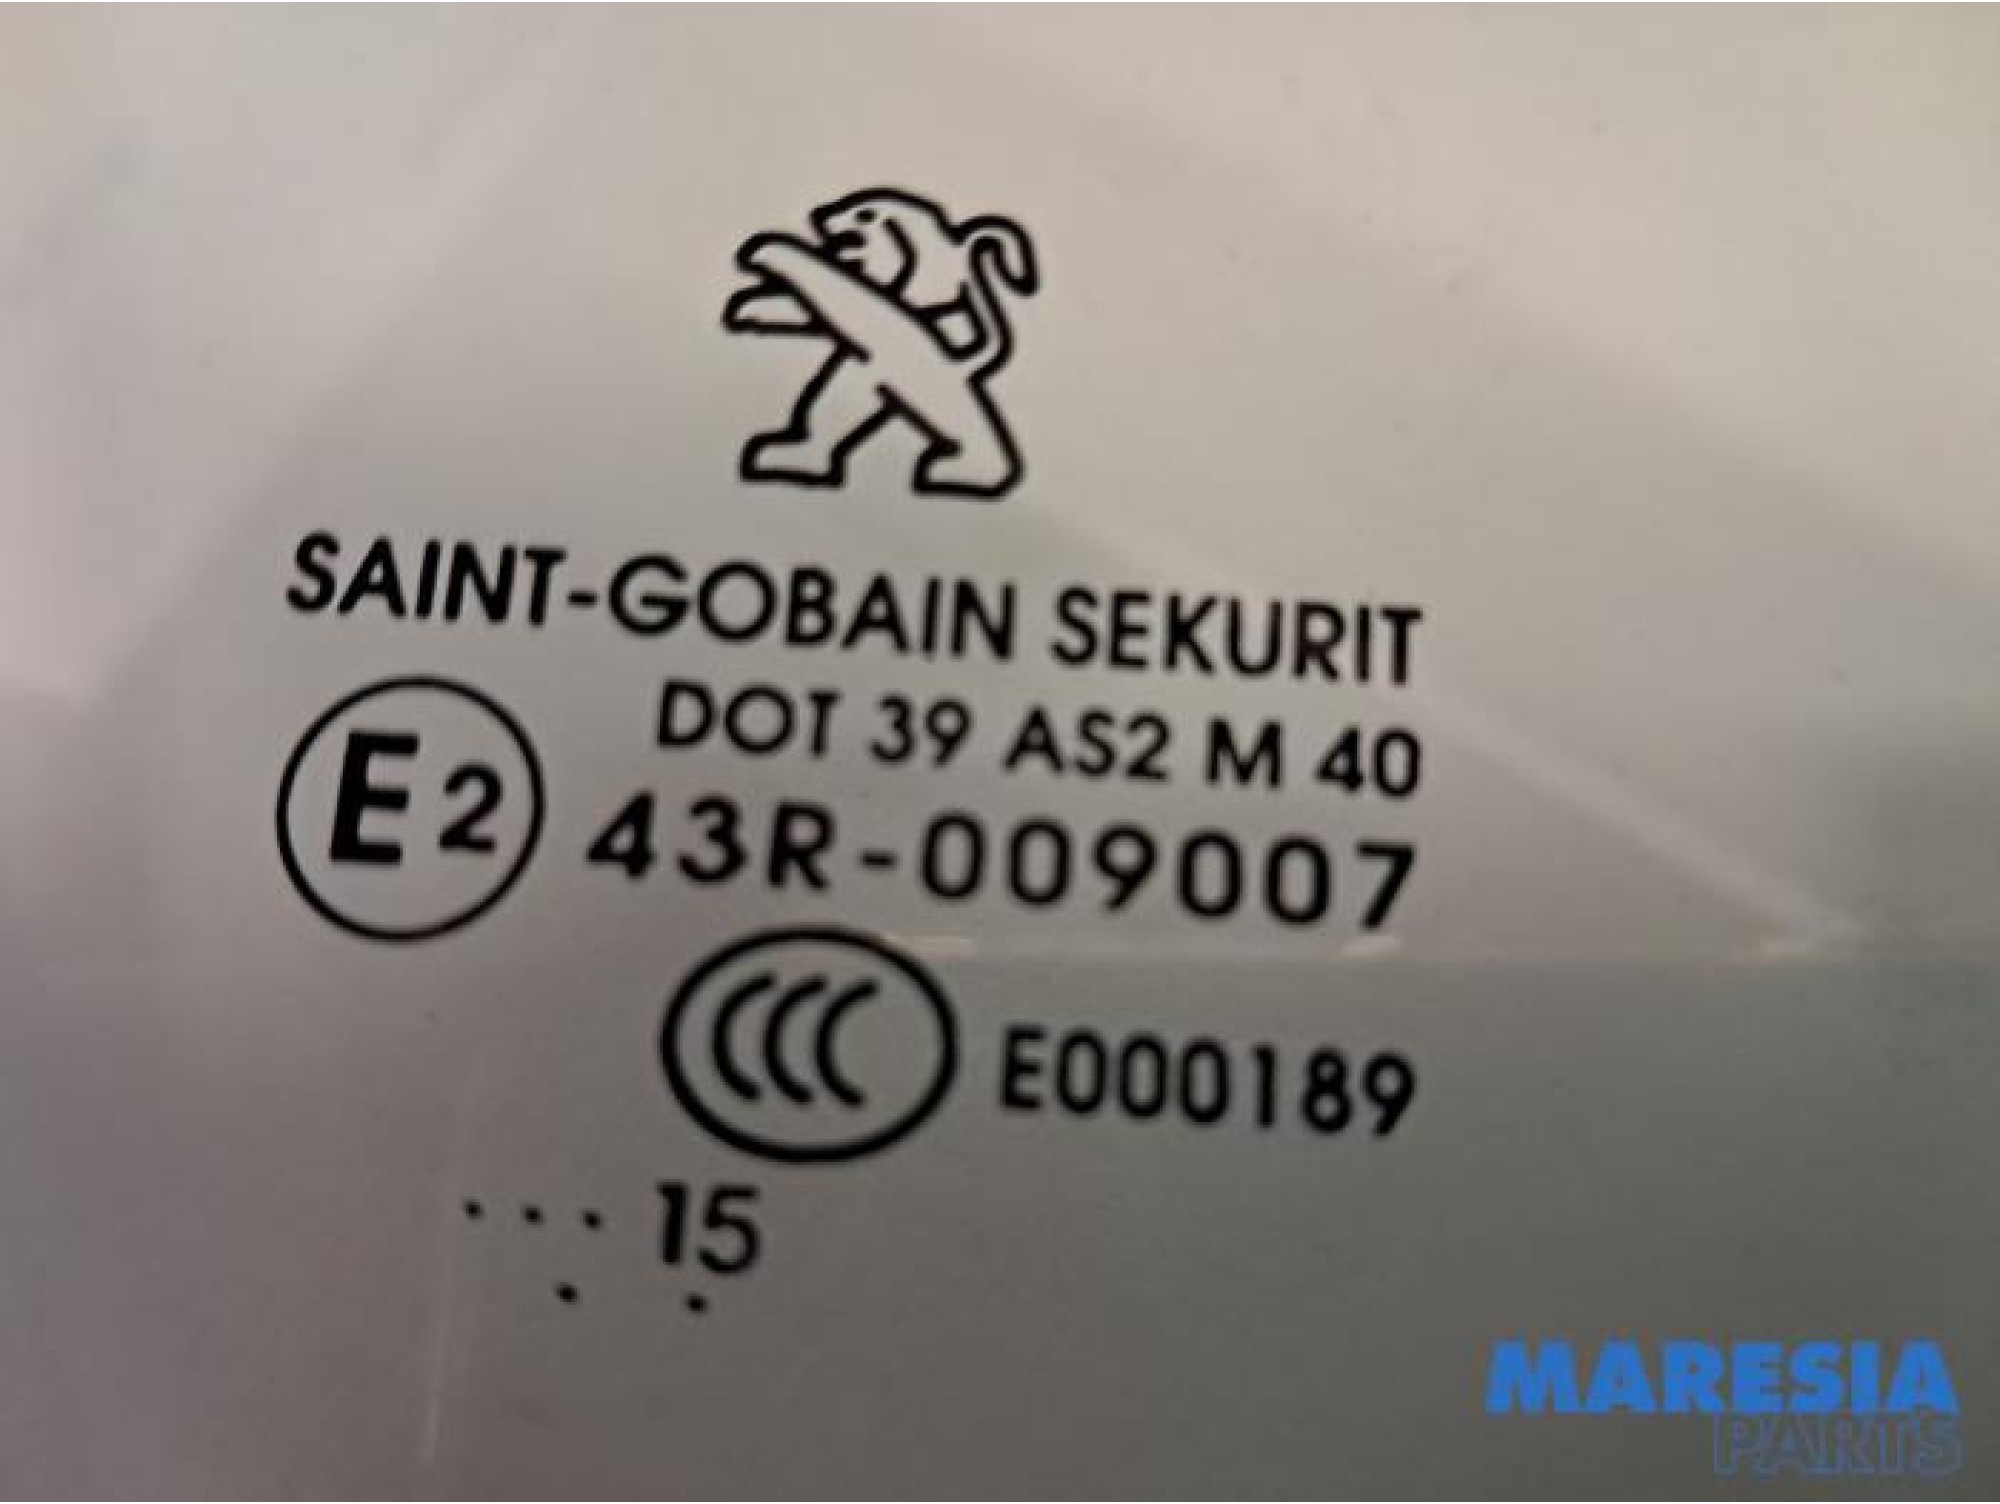 SAINT-GOBAIN SEKURIT
DOT 39 AS2 M 40
E2 43R-009007
CCC E000189
... 15
. .
MARESIA
PARTS